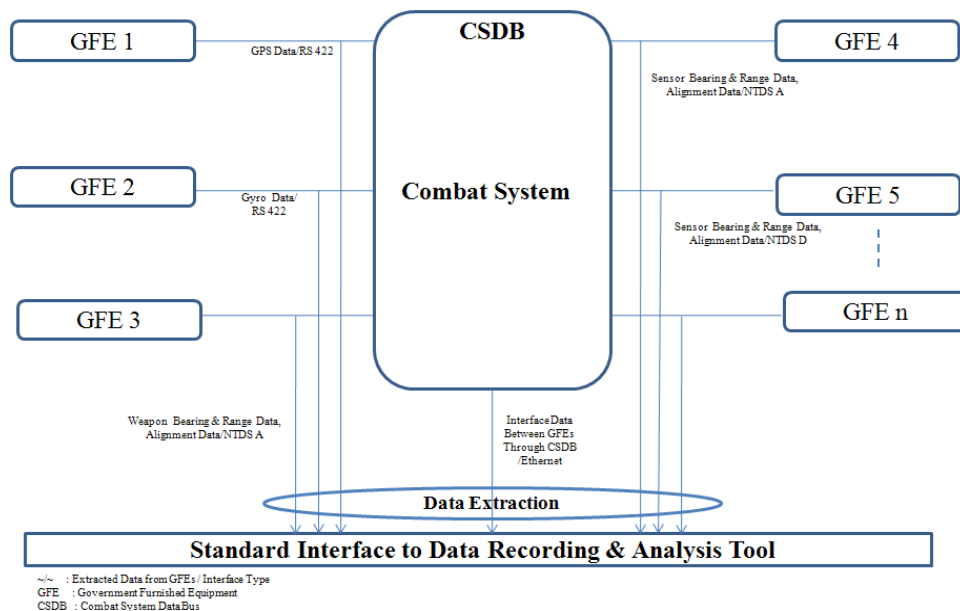 GFE 1
GPS Data/RS 422
CSDB
GFE 4
Sensor Bearing & Range Data,
Alignment Data/NTDS A
GFE 2
Gyro Data/
RS 422
Combat System
GFE 5
Sensor Bearing & Range Data,
Alignment Data/NTDS D
GFE 3
GFE n
Weapon Bearing & Range Data,
Alignment Data/NTDS A
Interface Data
Between GFEs
Through CSDB
/Ethernet
Data Extraction
Standard Interface to Data Recording & Analysis Tool
~/~ : Extracted Data from GFEs / Interface Type
GFE : Government Furnished Equipment
CSDB : Combat System Data Bus